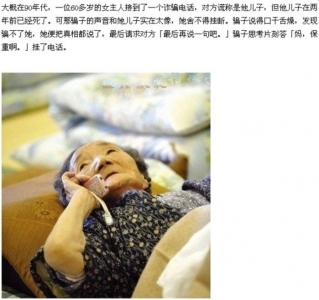 大概在90年代，一位60多岁的女主人接到了一个诈骗电话，对方谎称是他儿子，但他儿子在两
年前已经死了。可那骗子的声音和她儿子实在太像，她舍不得挂断。骗子说得口干舌燥，发现
骗不了她，她便把真相都说了，最后请求对方「最后再说一句吧。」骗子思考片刻答「妈，保
重啊。」挂了电话。